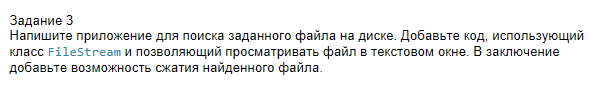 Задание 3
Напишите приложение для поиска заданного файла на диске. Добавьте код, использующий
класс FileStream и позволяющий просматривать файл в текстовом окне. В заключение
добавьте возможность сжатия найденного файла.